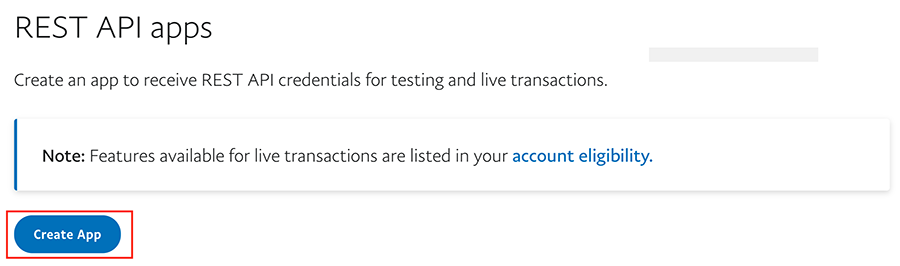 REST API apps
Create an app to receive REST API credentials for testing and live transactions.
Note: Features available for live transactions are listed in your account eligibility.
Create App